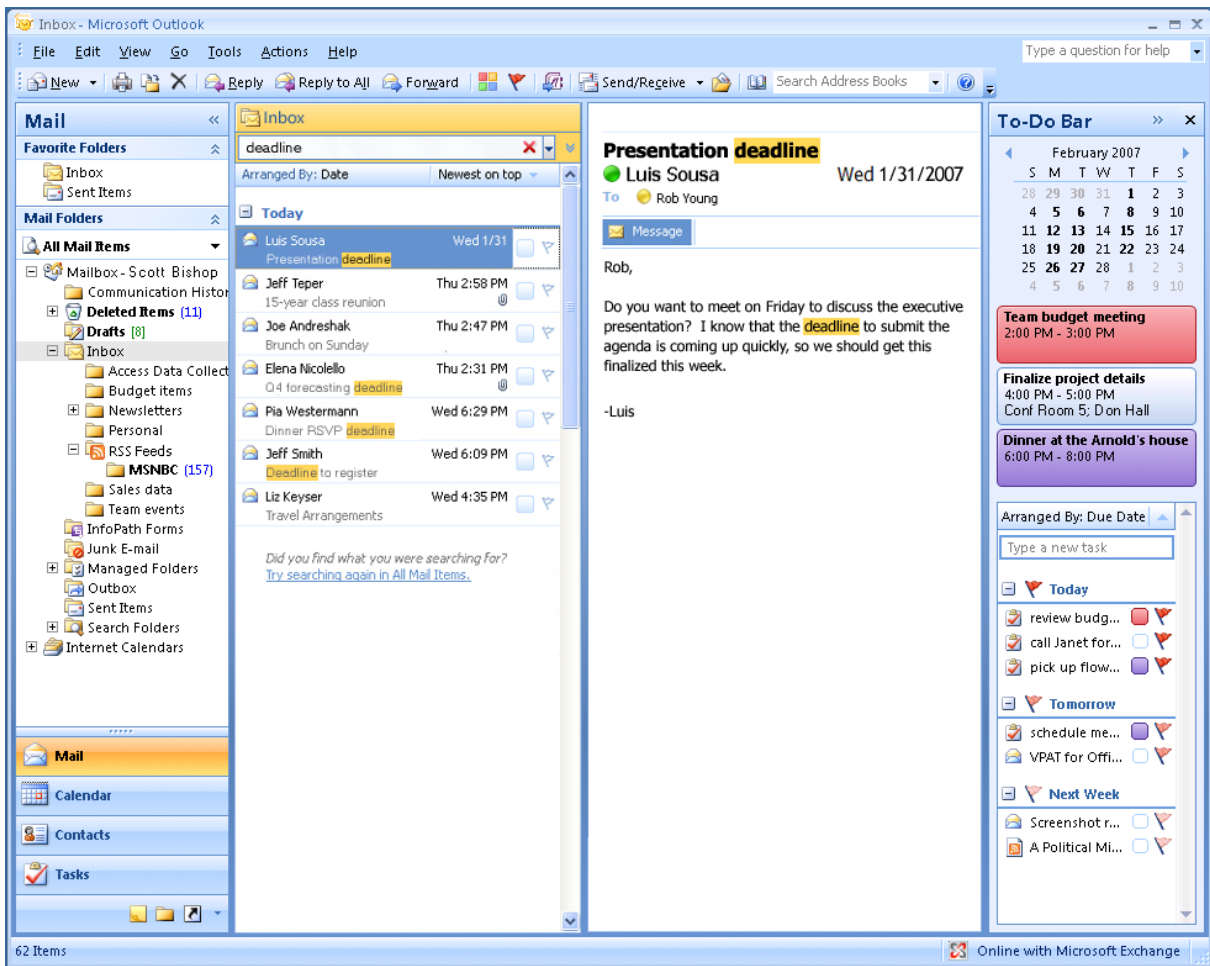 Inbox - Microsoft Outlook
File Edit View Go Tools Actions Help
Type a question for help
New Reply Reply to All Forward Send/Receive Search Address Books
Mail
Favorite Folders
Inbox
Sent Items
Mail Folders
All Mail Items
Mailbox - Scott Bishop
Communication Histor
Deleted Items (11)
Drafts [8]
Inbox
Access Data Collect
Budget items
Newsletters
Personal
RSS Feeds
MSNBC (157)
Sales data
Team events
InfoPath Forms
Junk E-mail
Managed Folders
Outbox
Sent Items
Search Folders
Internet Calendars
Mail
Calendar
Contacts
Tasks
Inbox
deadline
Arranged By: Date Newest on top
Today
Luis Sousa Wed 1/31
Presentation deadline
Jeff Teper Thu 2:58 PM
15-year class reunion
Joe Andreshak Thu 2:47 PM
Brunch on Sunday
Elena Nicolello Thu 2:31 PM
Q4 forecasting deadline
Pia Westermann Wed 6:29 PM
Dinner RSVP deadline
Jeff Smith Wed 6:09 PM
Deadline to register
Liz Keyser Wed 4:35 PM
Travel Arrangements
Did you find what you were searching for?
Try searching again in All Mail Items.
Presentation deadline
Luis Sousa Wed 1/31/2007
To Rob Young
Message
Rob,
Do you want to meet on Friday to discuss the executive
presentation? I know that the deadline to submit the
agenda is coming up quickly, so we should get this
finalized this week.
-Luis
To-Do Bar
February 2007
S M T W T F S
28 29 30 31 1 2 3
4 5 6 7 8 9 10
11 12 13 14 15 16 17
18 19 20 21 22 23 24
25 26 27 28 1 2 3
4 5 6 7 8 9 10
Team budget meeting
2:00 PM - 3:00 PM
Finalize project details
4:00 PM - 5:00 PM
Conf Room 5; Don Hall
Dinner at the Arnold's house
6:00 PM - 8:00 PM
Arranged By: Due Date
Type a new task
Today
review budg...
call Janet for...
pick up flow...
Tomorrow
schedule me...
VPAT for Offi...
Next Week
Screenshot r...
A Political Mi...
62 Items
Online with Microsoft Exchange